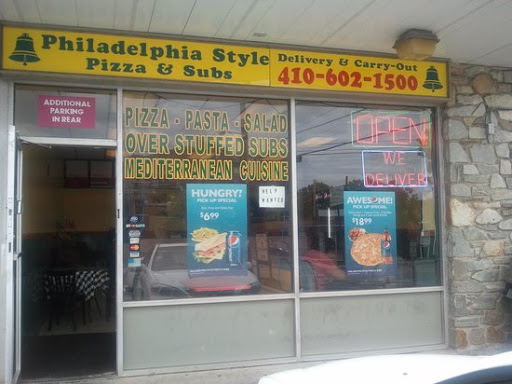 Philadelphia Style
Pizza & Subs
Delivery & Carry-Out
410-602-1500
ADDITIONAL
PARKING
IN REAR
PIZZA - PASTA - SALAD
OVER STUFFED SUBS
MEDITERRANEAN CUISINE
OPEN
WE
DELIVER
HELP
WANTED
HUNGRY?
PICK UP SPECIAL
$6.99
AWESOME!
PICK UP SPECIAL
$18.99